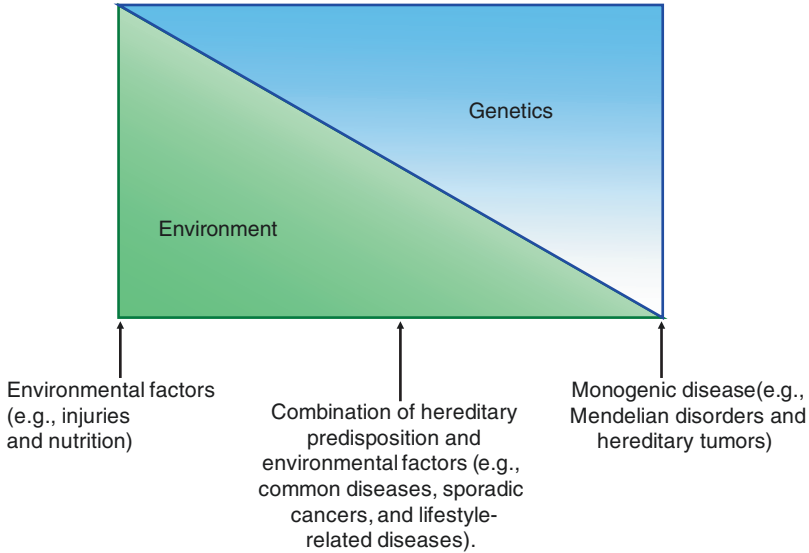 Genetics
Environment
Environmental factors
(e.g., injuries
and nutrition)
Combination of hereditary
predisposition and
environmental factors (e.g.,
common diseases, sporadic
cancers, and lifestyle-
related diseases).
Monogenic disease(e.g.,
Mendelian disorders and
hereditary tumors)